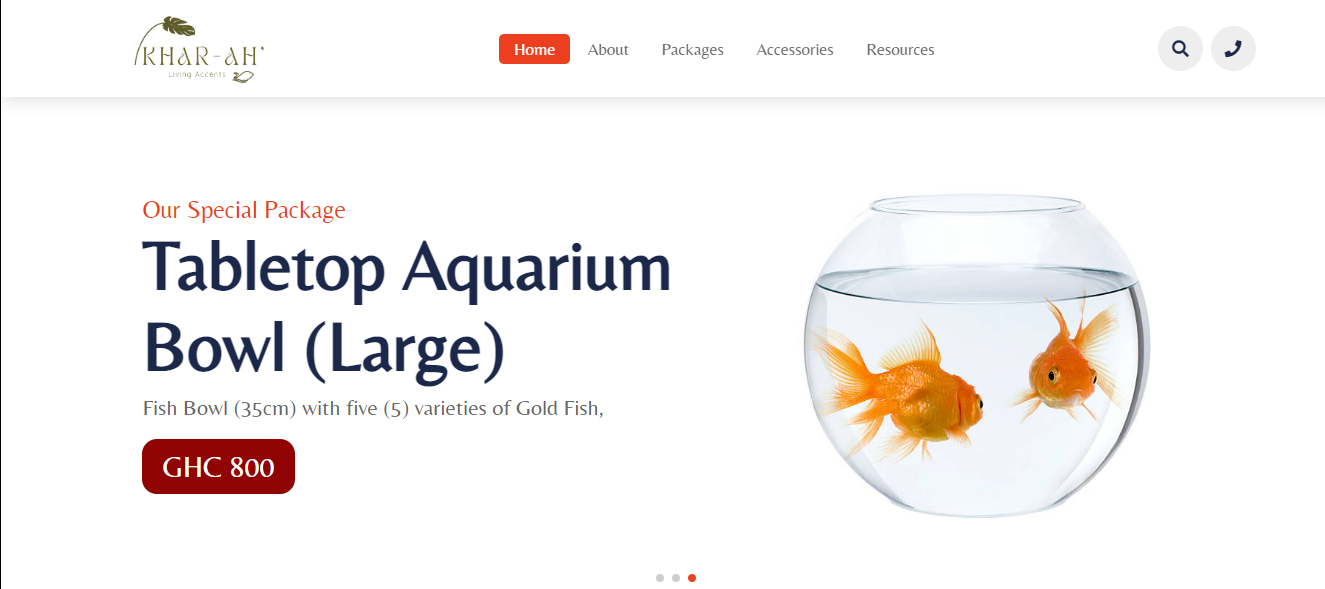 KHAR-AH'
Living Accents
Home
About
Packages
Accessories
Resources
Our Special Package
Tabletop Aquarium
Bowl (Large)
Fish Bowl (35cm) with five (5) varieties of Gold Fish,
GHC 800